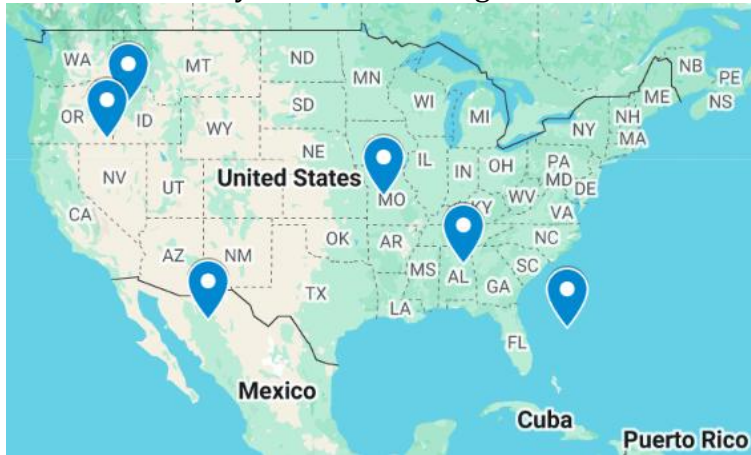 WA
MT
ND
MN
NB
PE
OR
ID
SD
WI
MI
ME
NS
WY
NY
NH
MA
NE
IL
IN
OH
PA
NV
UT
United States
MD
DE
MO
KY
WV
VA
CA
OK
AR
NC
AZ
NM
MS
AL
SC
GA
TX
LA
FL
Mexico
Cuba
Puerto Rico